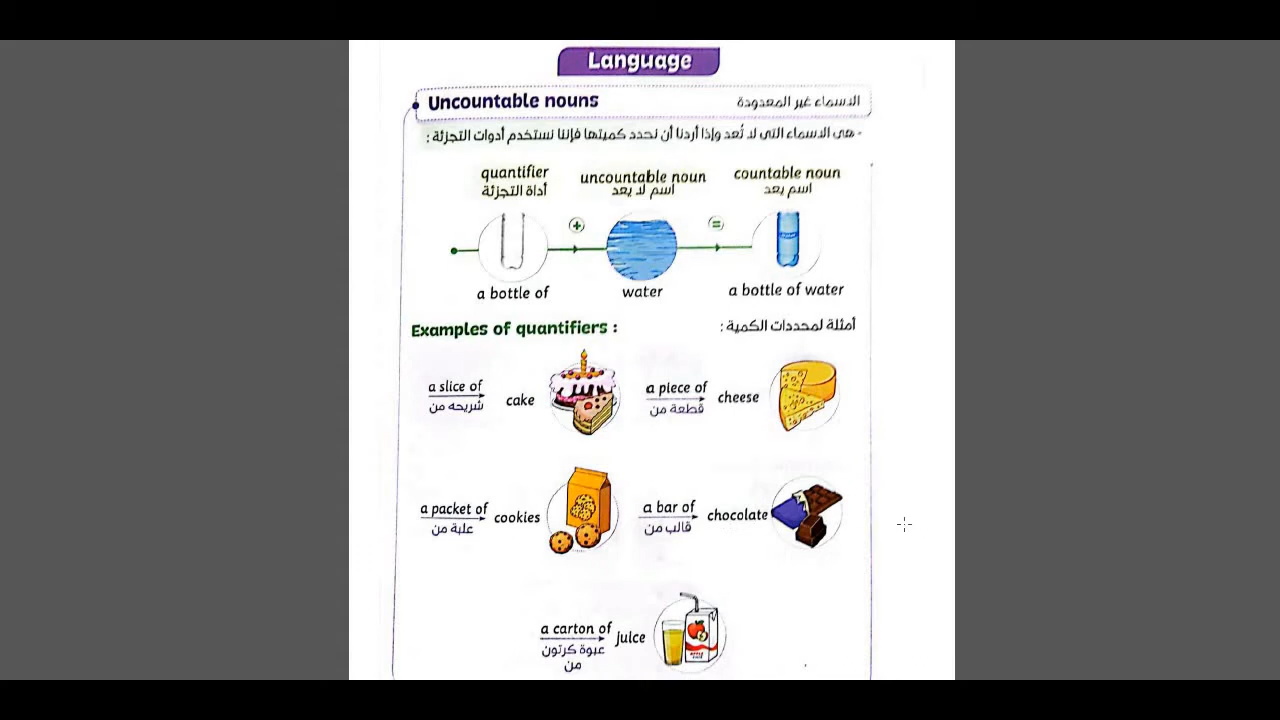 Language
Uncountable nouns
الاسماء غير المعدودة
- هى الاسماء التى لا تُعد وإذا أردنا أن نحدد كميتها فإننا نستخدم أدوات التجزئة :
quantifier
uncountable noun
countable noun
أداة التجزئة
اسم لا يعد
اسم يعد
+
=
a bottle of
water
a bottle of water
Examples of quantifiers :
أمثلة لمحددات الكمية :
a slice of
شريحه من
cake
a piece of
قطعة من
cheese
a packet of
علبة من
cookies
a bar of
قالب من
chocolate
a carton of
عبوة كرتون
من
juice